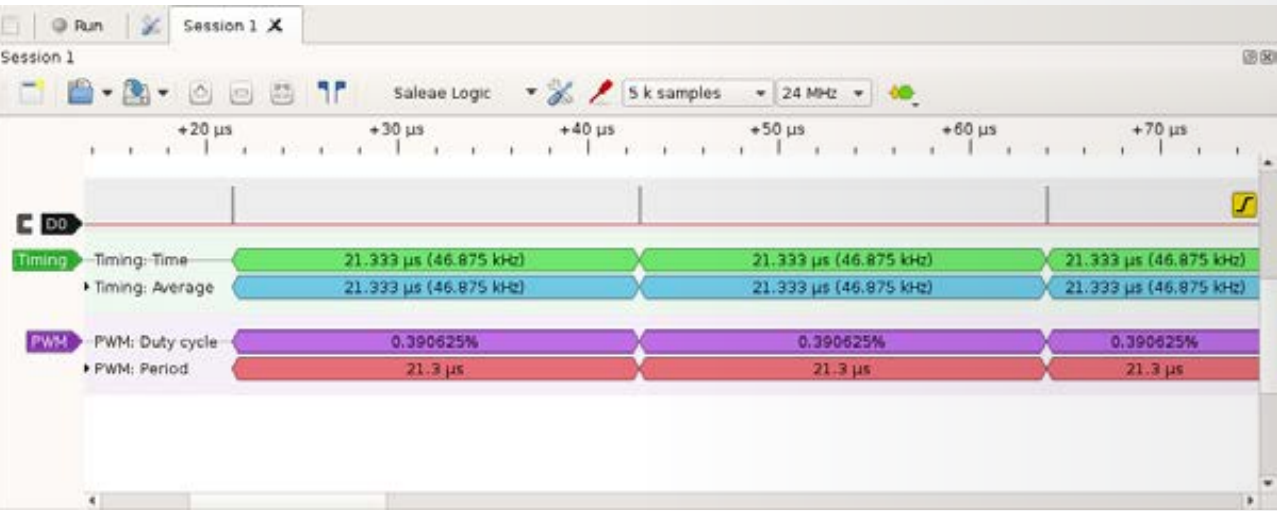 Run Session 1 X
Session 1
Saleae Logic 5 k samples 24 MHz
+20 µs +30 µs +40 µs +50 µs +60 µs +70 µs
D0
Timing Timing: Time 21.333 µs (46.875 kHz) 21.333 µs (46.875 kHz) 21.333 µs (46.875 kHz)
Timing: Average 21.333 µs (46.875 kHz) 21.333 µs (46.875 kHz) 21.333 µs (46.875 kHz)
PWM PWM: Duty cycle 0.390625% 0.390625% 0.390625%
PWM: Period 21.3 µs 21.3 µs 21.3 µs